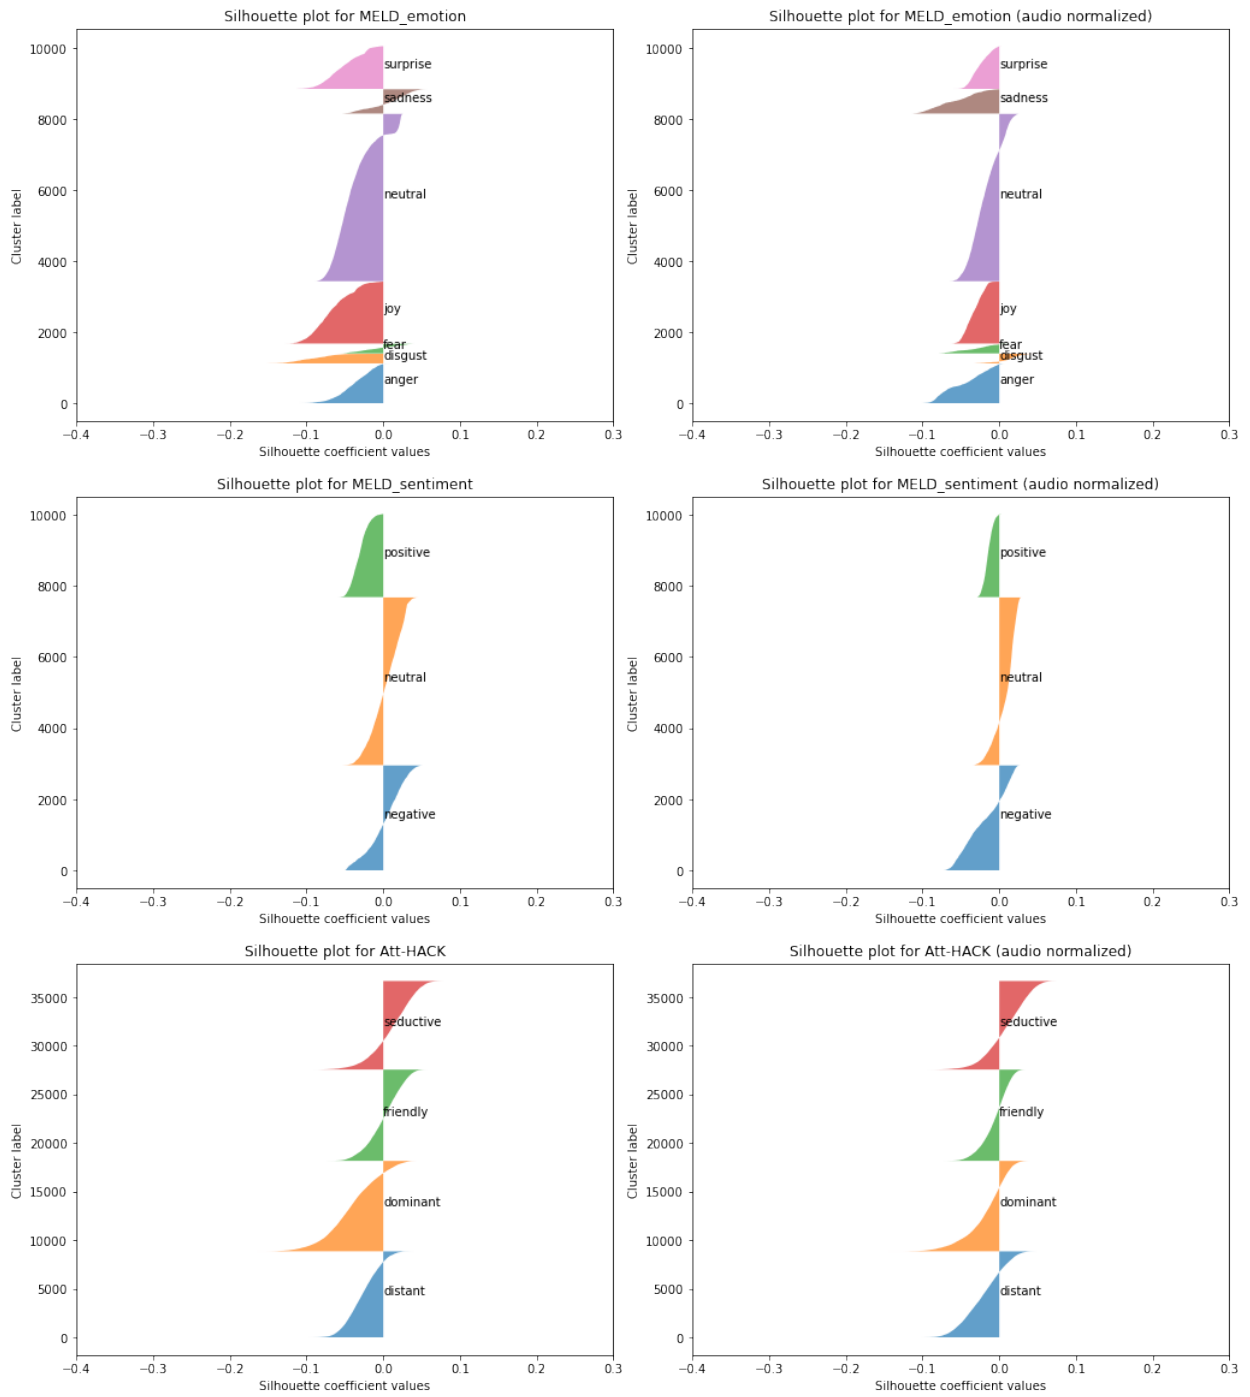 Silhouette plot for MELD_emotion
10000
8000
6000
4000
2000
0
Cluster label
surprise
sadness
neutral
joy
fear
disgust
anger
−0.4 −0.3 −0.2 −0.1 0.0 0.1 0.2 0.3
Silhouette coefficient values
Silhouette plot for MELD_emotion (audio normalized)
10000
8000
6000
4000
2000
0
Cluster label
surprise
sadness
neutral
joy
fear
disgust
anger
−0.4 −0.3 −0.2 −0.1 0.0 0.1 0.2 0.3
Silhouette coefficient values
Silhouette plot for MELD_sentiment
10000
8000
6000
4000
2000
0
Cluster label
positive
neutral
negative
−0.4 −0.3 −0.2 −0.1 0.0 0.1 0.2 0.3
Silhouette coefficient values
Silhouette plot for MELD_sentiment (audio normalized)
10000
8000
6000
4000
2000
0
Cluster label
positive
neutral
negative
−0.4 −0.3 −0.2 −0.1 0.0 0.1 0.2 0.3
Silhouette coefficient values
Silhouette plot for Att-HACK
35000
30000
25000
20000
15000
10000
5000
0
Cluster label
seductive
friendly
dominant
distant
−0.4 −0.3 −0.2 −0.1 0.0 0.1 0.2 0.3
Silhouette coefficient values
Silhouette plot for Att-HACK (audio normalized)
35000
30000
25000
20000
15000
10000
5000
0
Cluster label
seductive
friendly
dominant
distant
−0.4 −0.3 −0.2 −0.1 0.0 0.1 0.2 0.3
Silhouette coefficient values